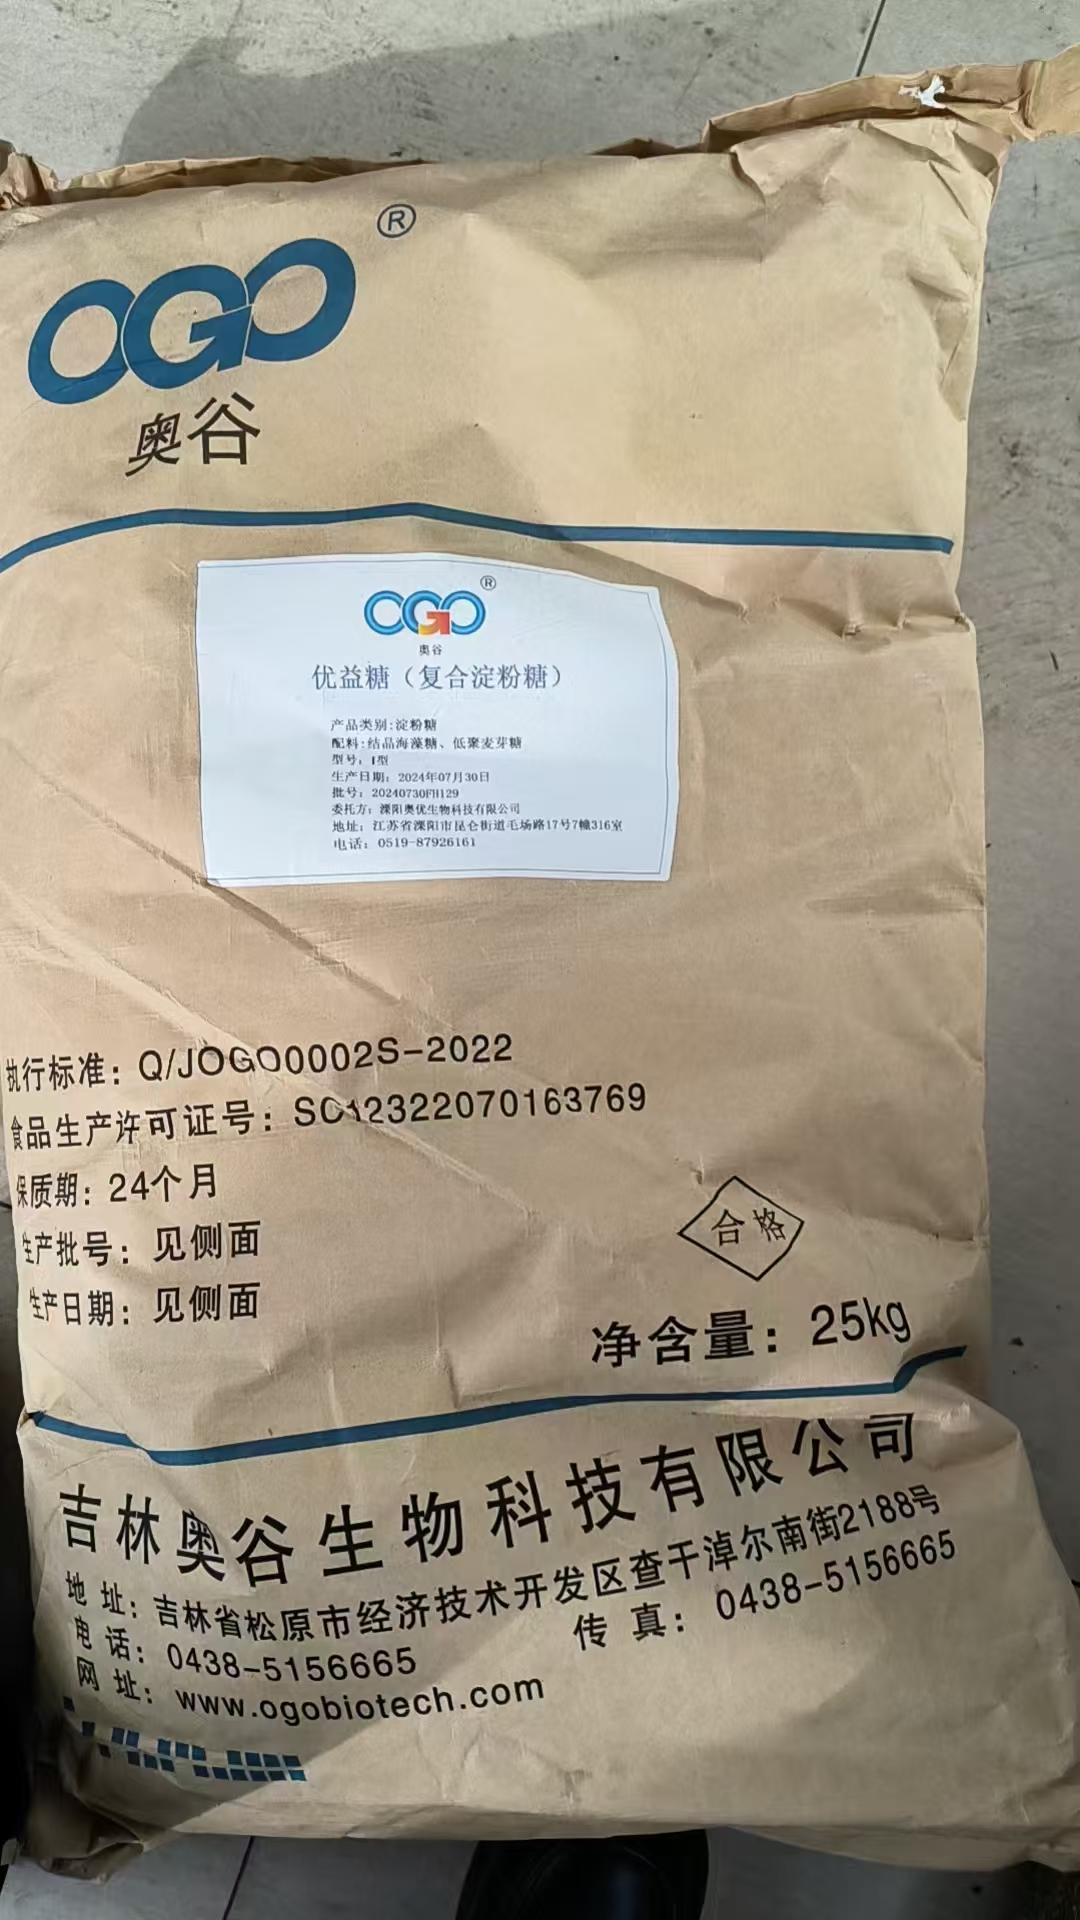 OGO®
奥谷
OGO®
奥谷
优益糖（复合淀粉糖）
产品类别:淀粉糖
配料:结晶海藻糖、低聚麦芽糖
型号：I型
生产日期：2024年07月30日
批号：20240730FH129
委托方：溧阳奥优生物科技有限公司
地址：江苏省溧阳市昆仑街道毛场路17号7幢316室
电话：0519-87926161
执行标准：Q/JOGO0002S-2022
食品生产许可证号：SC12322070163769
保质期：24个月
生产批号：见侧面
生产日期：见侧面
合格
净含量：25kg
吉林奥谷生物科技有限公司
地 址：吉林省松原市经济技术开发区查干淖尔南街2188号
电 话：0438-5156665 传 真：0438-5156665
网 址：www.ogobiotech.com